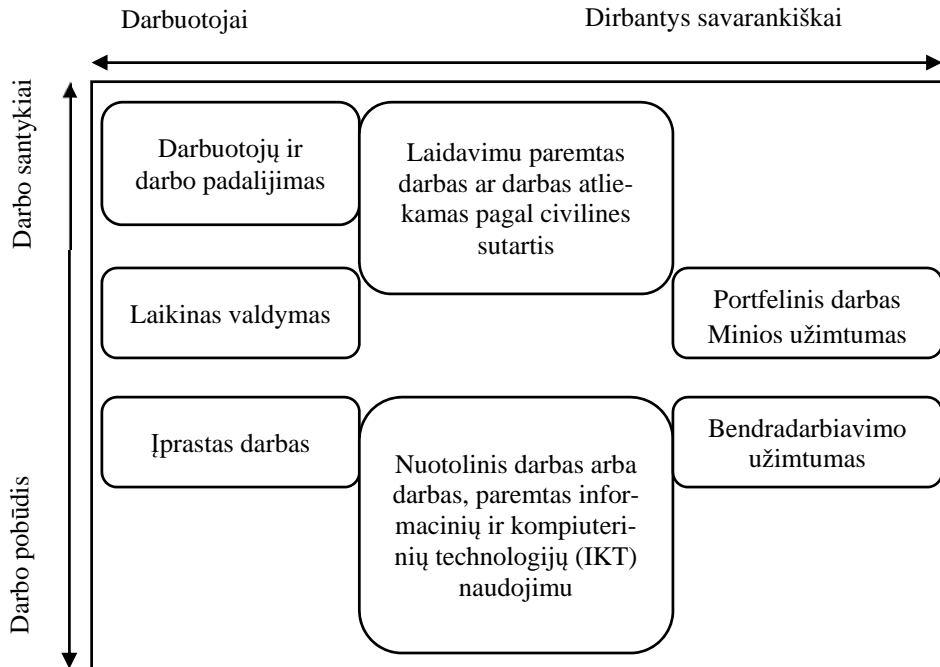 Darbuotojai
Dirbantys savarankiškai
Darbo santykiai
Darbuotojų ir
darbo padalijimas
Laidavimu paremtas
darbas ar darbas atlie-
kamas pagal civilines
sutartis
Laikinas valdymas
Portfelinis darbas
Minios užimtumas
Įprastas darbas
Nuotolinis darbas arba
darbas, paremtas infor-
macinių ir kompiuteri-
nių technologijų (IKT)
naudojimu
Bendradarbiavimo
užimtumas
Darbo pobūdis